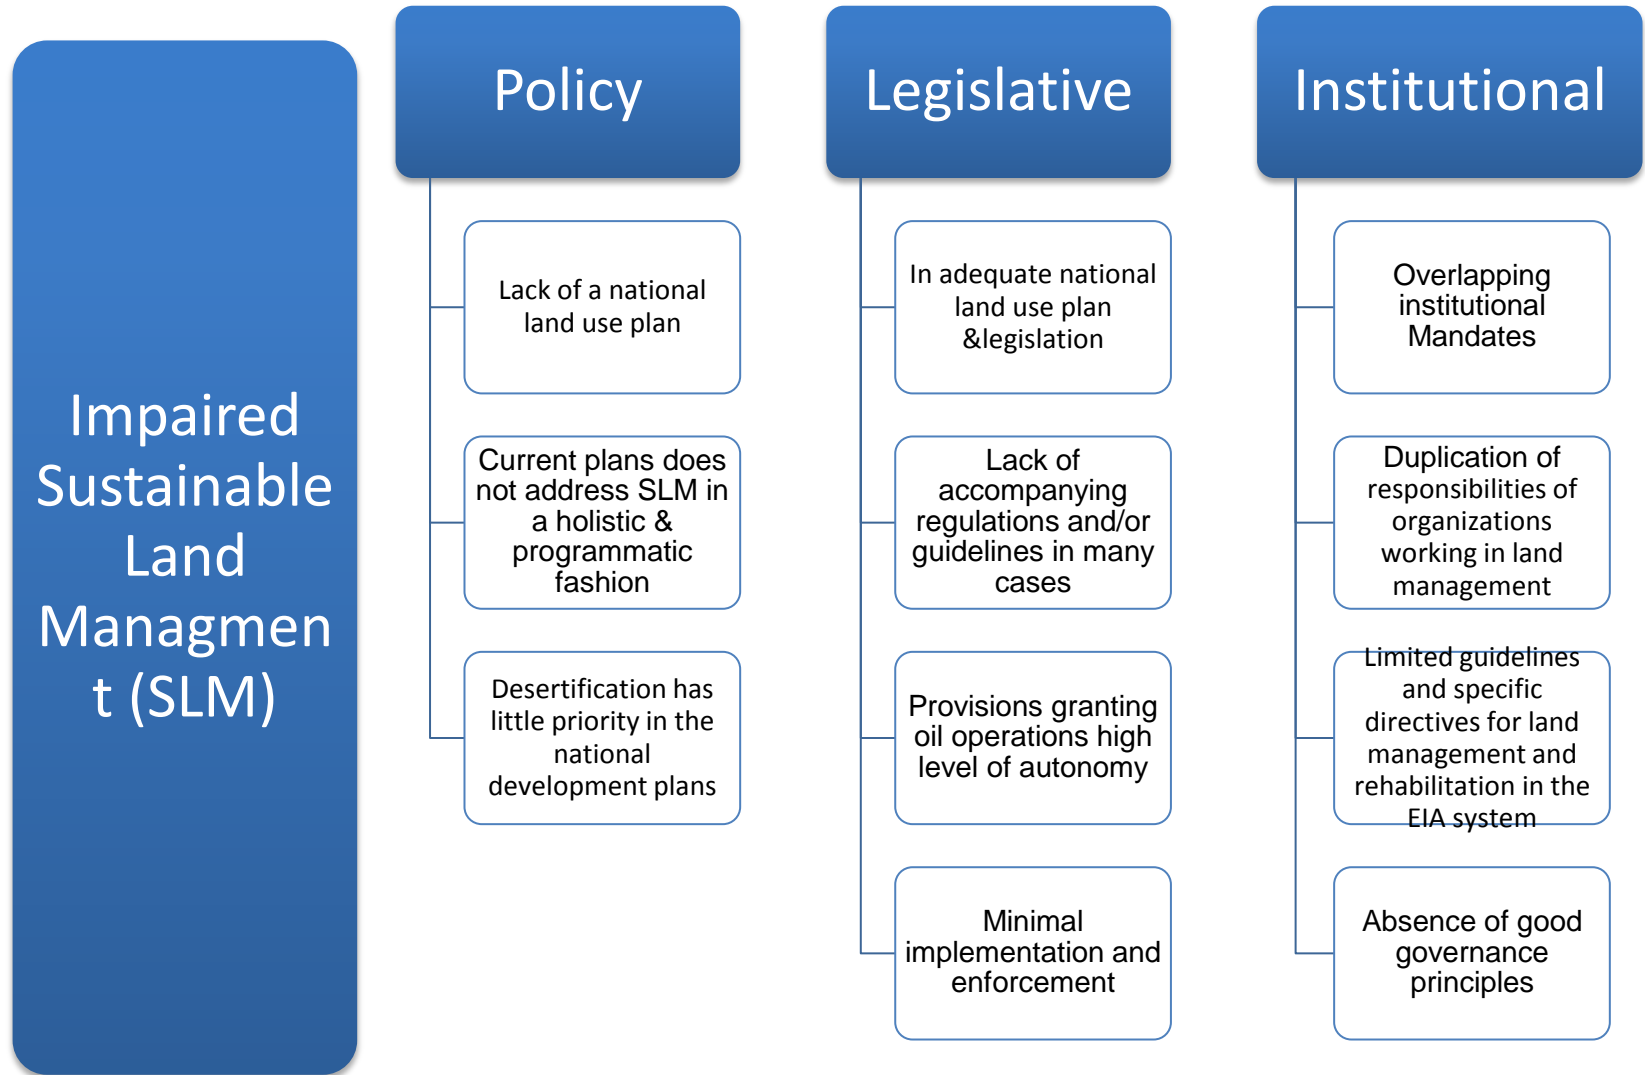 Impaired
Sustainable
Land
Managmen
t (SLM)
Policy
Lack of a national
land use plan
Current plans does
not address SLM in
a holistic &
programmatic
fashion
Desertification has
little priority in the
national
development plans
Legislative
In adequate national
land use plan
&legislation
Lack of
accompanying
regulations and/or
guidelines in many
cases
Provisions granting
oil operations high
level of autonomy
Minimal
implementation and
enforcement
Institutional
Overlapping
institutional
Mandates
Duplication of
responsibilities of
organizations
working in land
management
Limited guidelines
and specific
directives for land
management and
rehabilitation in the
EIA system
Absence of good
governance
principles